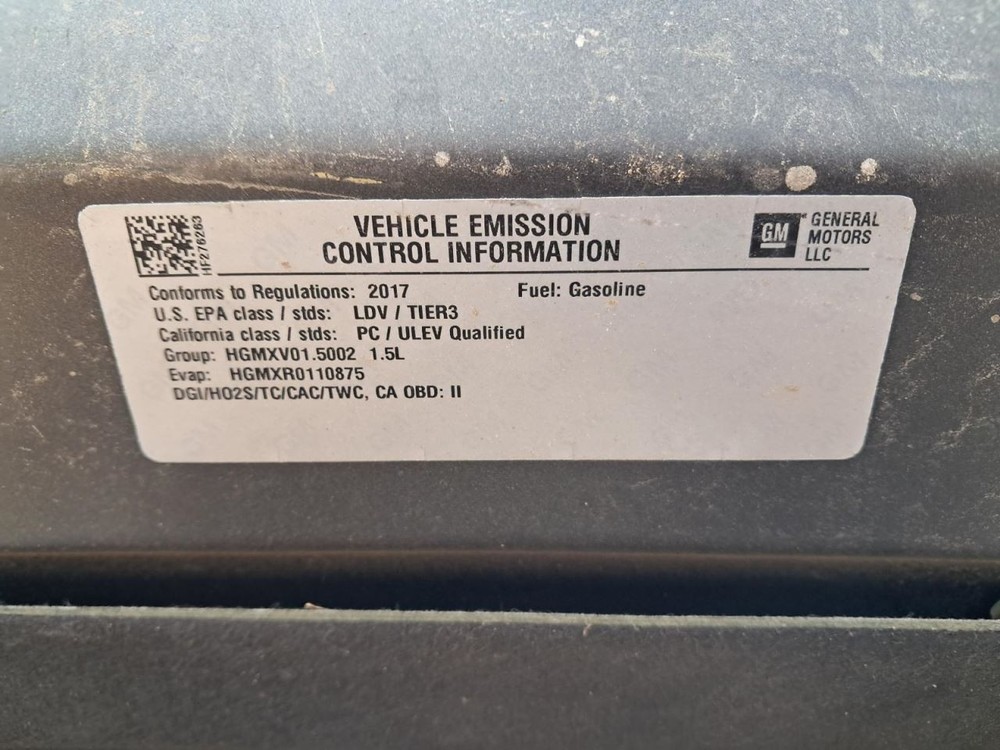 VEHICLE EMISSION
CONTROL INFORMATION
GM
GENERAL
MOTORS
LLC
HF276263
Conforms to Regulations: 2017 Fuel: Gasoline
U.S. EPA class / stds: LDV / TIER3
California class / stds: PC / ULEV Qualified
Group: HGMXV01.5002 1.5L
Evap: HGMXR0110875
DGI/HO2S/TC/CAC/TWC, CA OBD: II